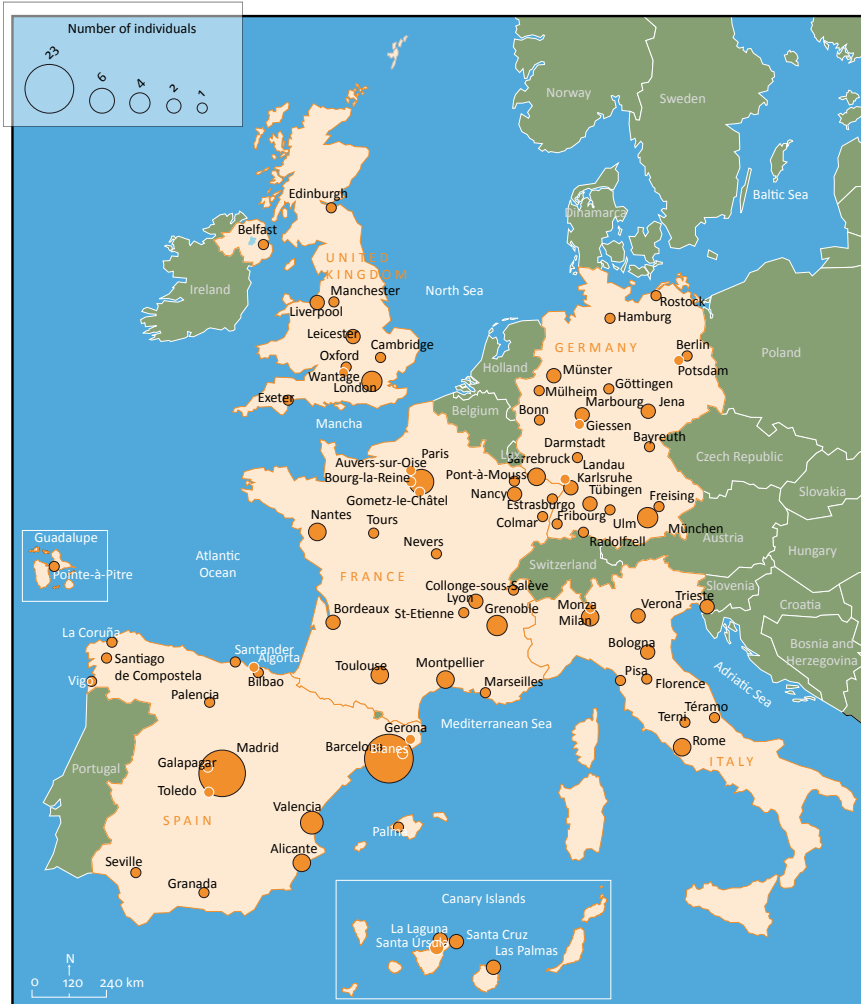 Number of individuals
23
6
4
2
1
Norway
Sweden
Baltic Sea
Edinburgh
Dinamarca
Belfast
UNITED
KINGDOM
Ireland
North Sea
Manchester
Liverpool
Rostock
Hamburg
Leicester
Cambridge
GERMANY
Berlin
Potsdam
Poland
Oxford
Wantage
London
Holland
Münster
Mülheim
Göttingen
Exeter
Belgium
Bonn
Marbourg
Jena
Giessen
Mancha
Bayreuth
Paris
Lux
Darmstadt
Czech Republic
Auvers-sur-Oise
Bourg-la-Reine
Pont-à-Mouss
Landau
Karlsruhe
Gometz-le-Châtel
Nancy
Tübingen
Freising
Slovakia
Estrasburgo
Nantes
Tours
Colmar
Fribourg
Ulm
München
Radolfzell
Austria
Guadalupe
Nevers
Hungary
Atlantic
Ocean
Pointe-à-Pitre
FRANCE
Switzerland
Collonge-sous-Salève
Slovenia
Lyon
St-Etienne
Grenoble
Monza
Milan
Verona
Trieste
Croatia
Bordeaux
La Coruña
Santander
Algorta
Bilbao
Bologna
Bosnia and
Herzegovina
Santiago
de Compostela
Toulouse
Montpellier
Marseilles
Pisa
Florence
Adriatic Sea
Vigo
Palencia
Téramo
Terni
Gerona
Mediterranean Sea
Madrid
Barcelona
Blanes
Rome
ITALY
Portugal
Galapagar
Toledo
SPAIN
Valencia
Palma
Alicante
Seville
Granada
Canary Islands
La Laguna
Santa Cruz
Santa Úrsula
Las Palmas
N
0 120 240 km